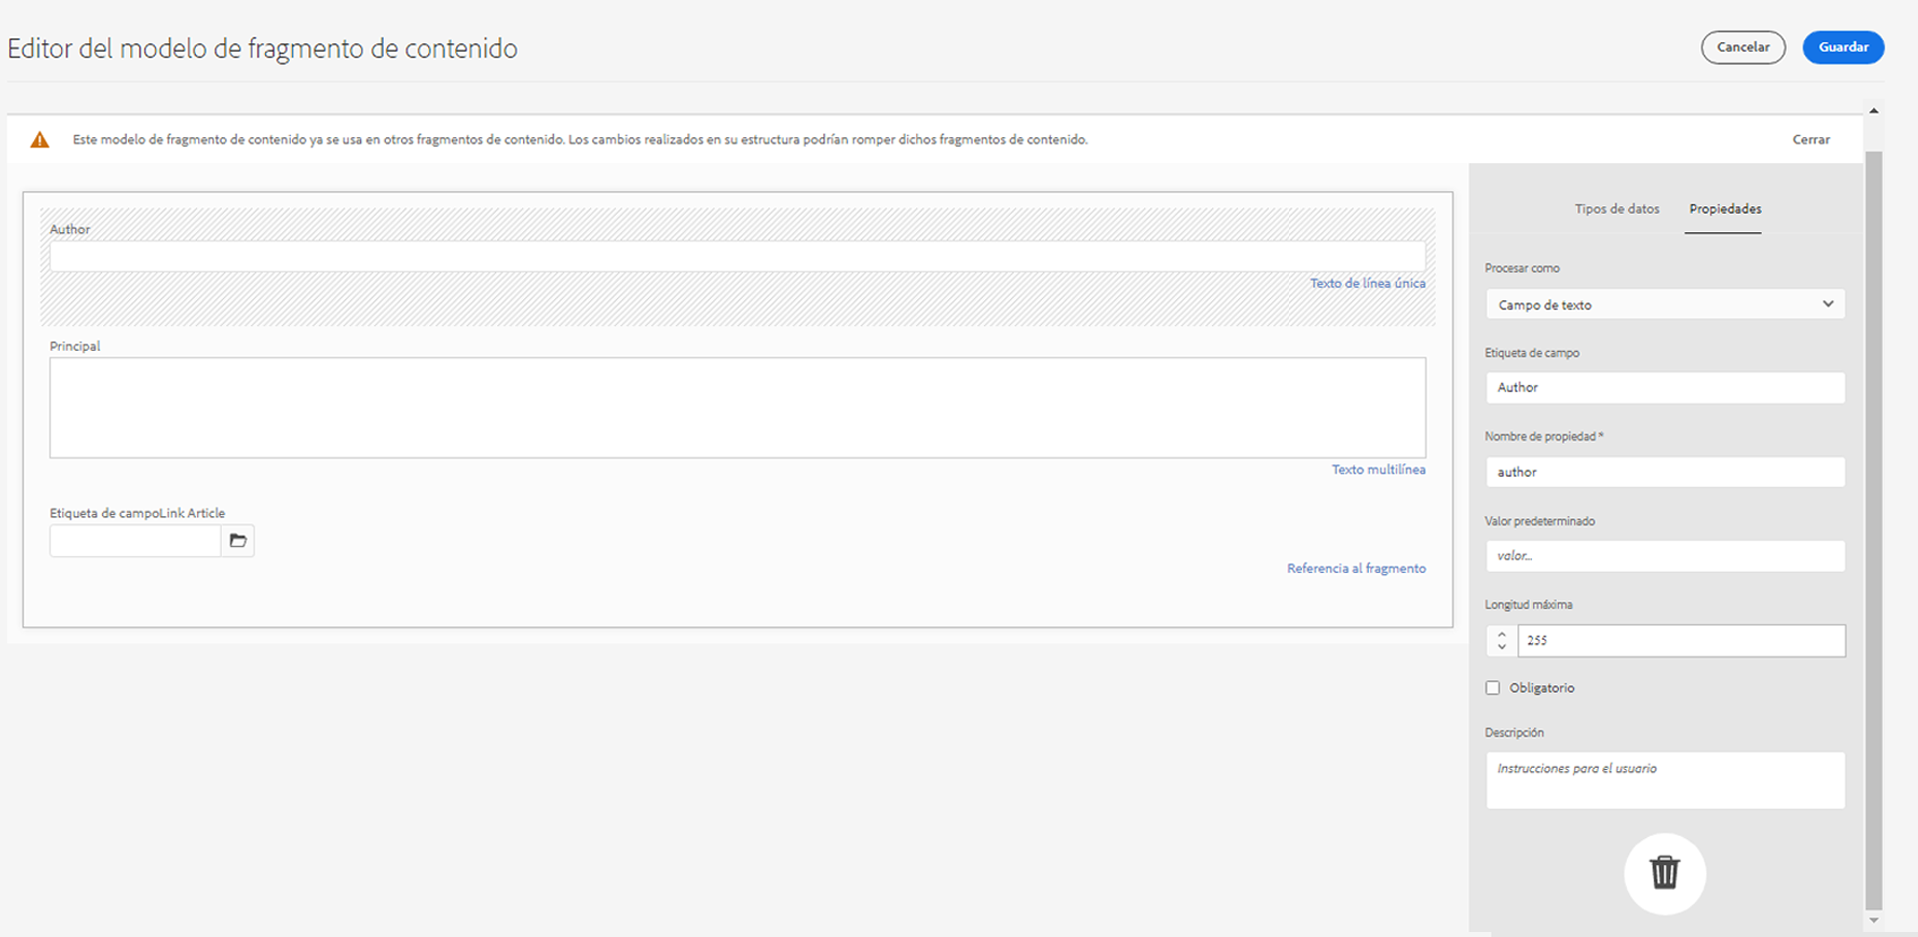 Editor del modelo de fragmento de contenido
Cancelar
Guardar
Este modelo de fragmento de contenido ya se usa en otros fragmentos de contenido. Los cambios realizados en su estructura podrían romper dichos fragmentos de contenido.
Cerrar
Author
Texto de línea única
Principal
Texto multilínea
Etiqueta de campoLink Article
Referencia al fragmento
Tipos de datos
Propiedades
Procesar como
Campo de texto
Etiqueta de campo
Author
Nombre de propiedad *
author
Valor predeterminado
valor...
Longitud máxima
255
Obligatorio
Descripción
Instrucciones para el usuario